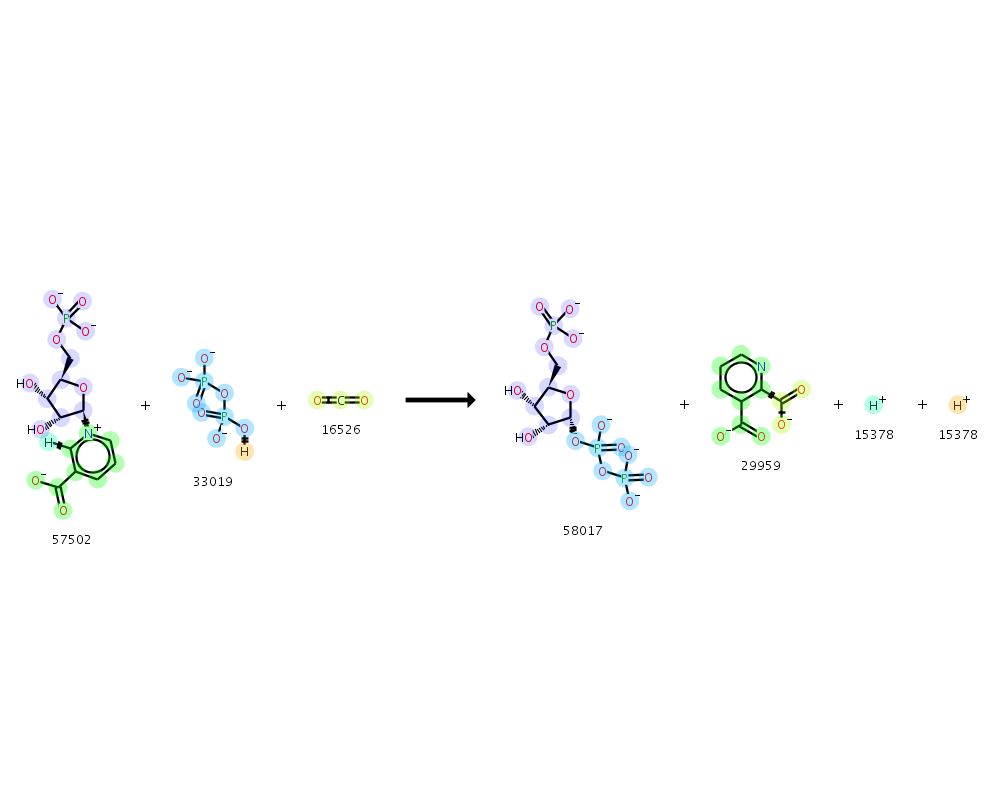 O⁻ O
P
O⁻
O
HO O
HO
H N⁺
O⁻
O
57502
+
O⁻
O⁻ P
O O
O P
O⁻ O
H
33019
+
O C O
16526
O O⁻
P
O⁻
O
HO O
HO
O O⁻
P O
O O⁻
P O
O⁻
58017
+
N
O
O⁻
O⁻ O
29959
+
H⁺
15378
+
H⁺
15378